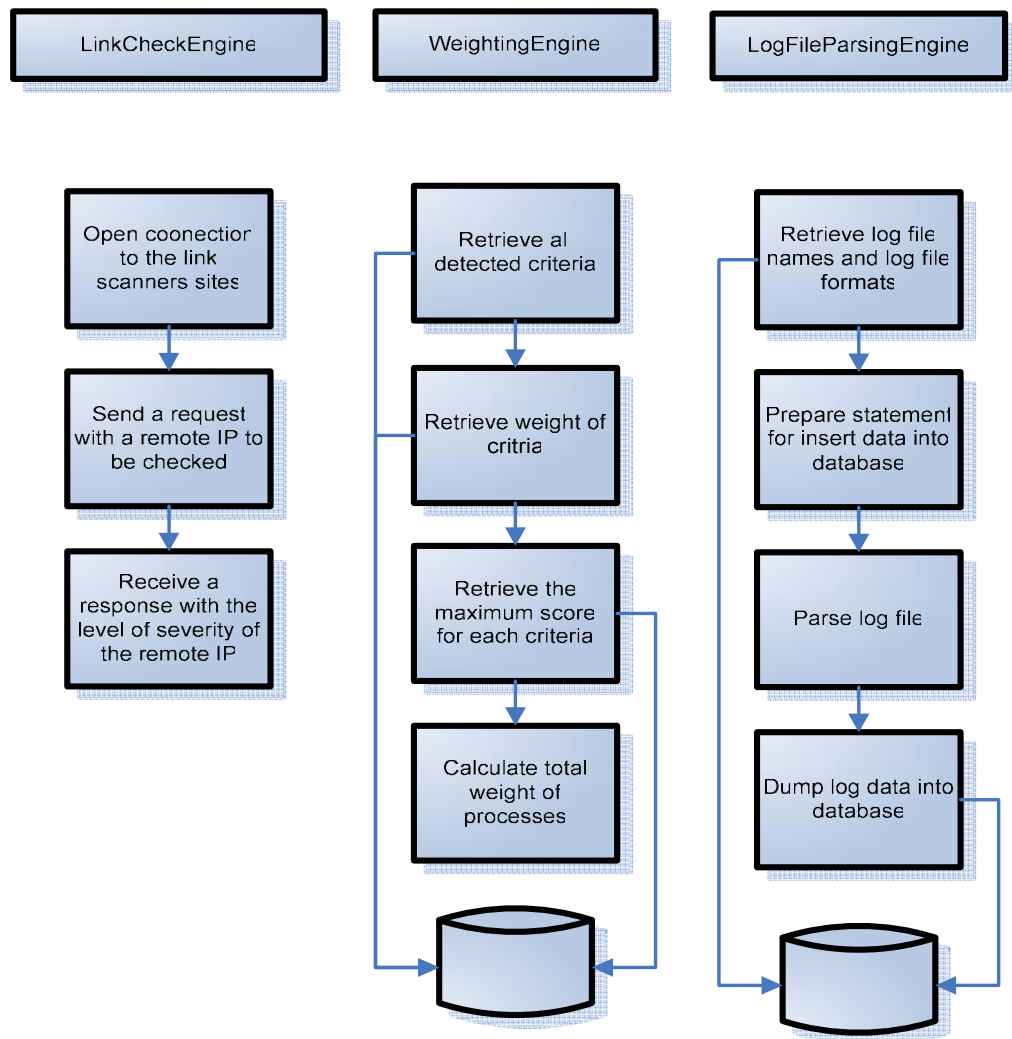 LinkCheckEngine
WeightingEngine
LogFileParsingEngine
Open coonection
to the link
scanners sites
Send a request
with a remote IP to
be checked
Receive a
response with the
level of severity of
the remote IP
Retrieve al
detected criteria
Retrieve weight of
critria
Retrieve the
maximum score
for each criteria
Calculate total
weight of
processes
Retrieve log file
names and log file
formats
Prepare statement
for insert data into
database
Parse log file
Dump log data into
database